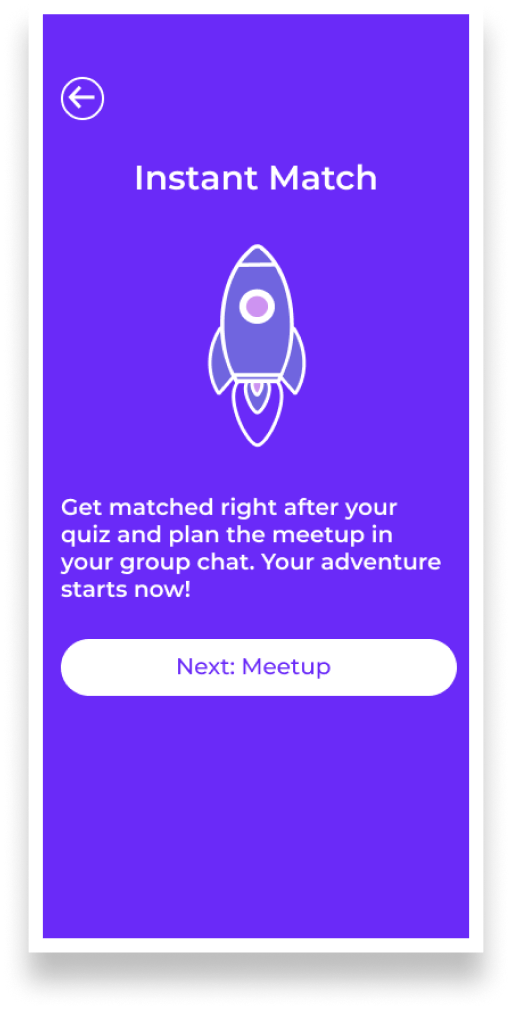 Instant Match
Get matched right after your
quiz and plan the meetup in
your group chat. Your adventure
starts now!
Next: Meetup